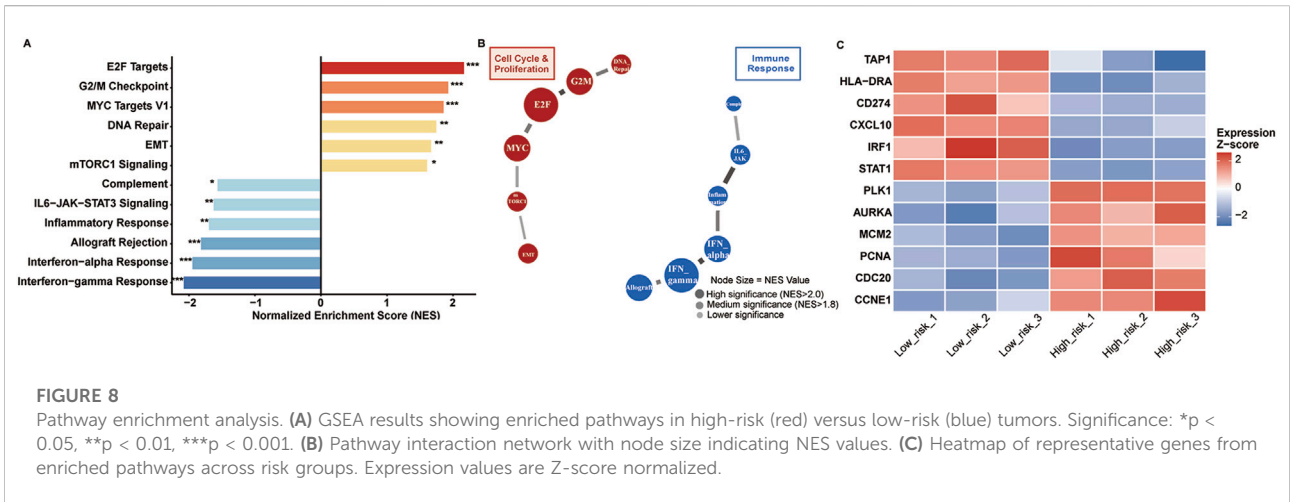 A
E2F Targets
G2/M Checkpoint
MYC Targets V1
DNA Repair
EMT
mTORC1 Signaling
Complement
IL6−JAK−STAT3 Signaling
Inflammatory Response
Allograft Rejection
Interferon-alpha Response
Interferon-gamma Response
***
***
***
**
**
*
*
**
**
***
***
***
−2
−1
0
1
2
Normalized Enrichment Score (NES)
B
Cell Cycle &
Proliferation
DNA_
Repair
G2M
E2F
MYC
m
TORC1
EMT
Immune
Response
IL6_
JAK
Inflam
mation
IFN_
alpha
IFN_
gamma
Allograft
Node Size = NES Value
High significance (NES>2.0)
Medium significance (NES>1.8)
Lower significance
C
TAP1
HLA−DRA
CD274
CXCL10
IRF1
STAT1
PLK1
AURKA
MCM2
PCNA
CDC20
CCNE1
Low_risk_1
Low_risk_2
Low_risk_3
High_risk_1
High_risk_2
High_risk_3
Expression
Z-score
2
0
−2
FIGURE 8
Pathway enrichment analysis. (A) GSEA results showing enriched pathways in high-risk (red) versus low-risk (blue) tumors. Significance: *p <
0.05, **p < 0.01, ***p < 0.001. (B) Pathway interaction network with node size indicating NES values. (C) Heatmap of representative genes from
enriched pathways across risk groups. Expression values are Z-score normalized.